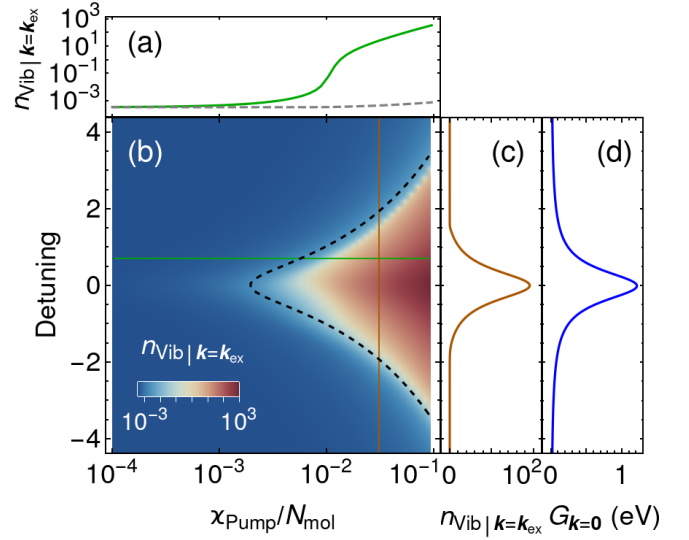 10³
10¹
10⁻¹
10⁻³
n_Vib|k=k_ex
(a)
4
2
0
−2
−4
Detuning
(b)
(c)
(d)
n_Vib|k=k_ex
10⁻³ 10³
10⁻⁴ 10⁻³ 10⁻² 10⁻¹ 0 10² 0 1
χ_Pump/N_mol n_Vib|k=k_ex G_k=0 (eV)